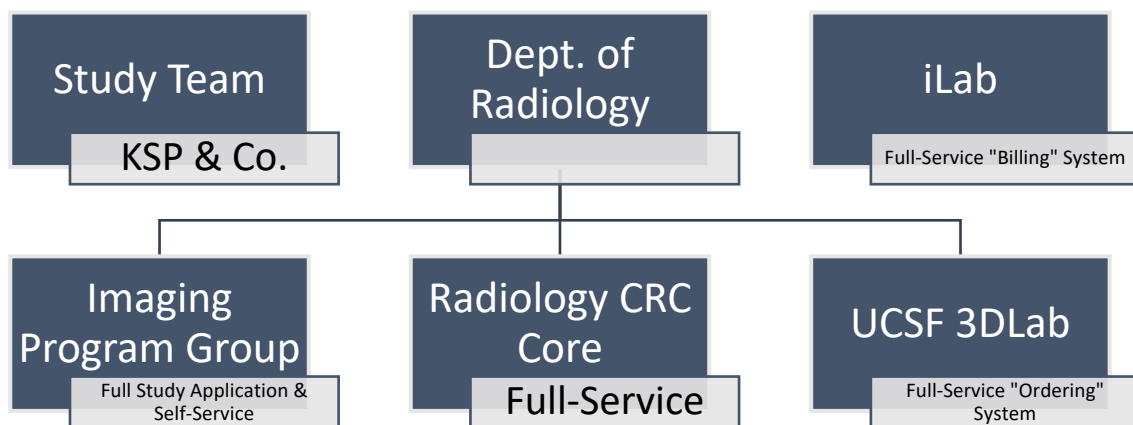 Study Team
KSP & Co.
Dept. of
Radiology
iLab
Full-Service "Billing" System
Imaging
Program Group
Full Study Application &
Self-Service
Radiology CRC
Core
Full-Service
UCSF 3DLab
Full-Service "Ordering"
System